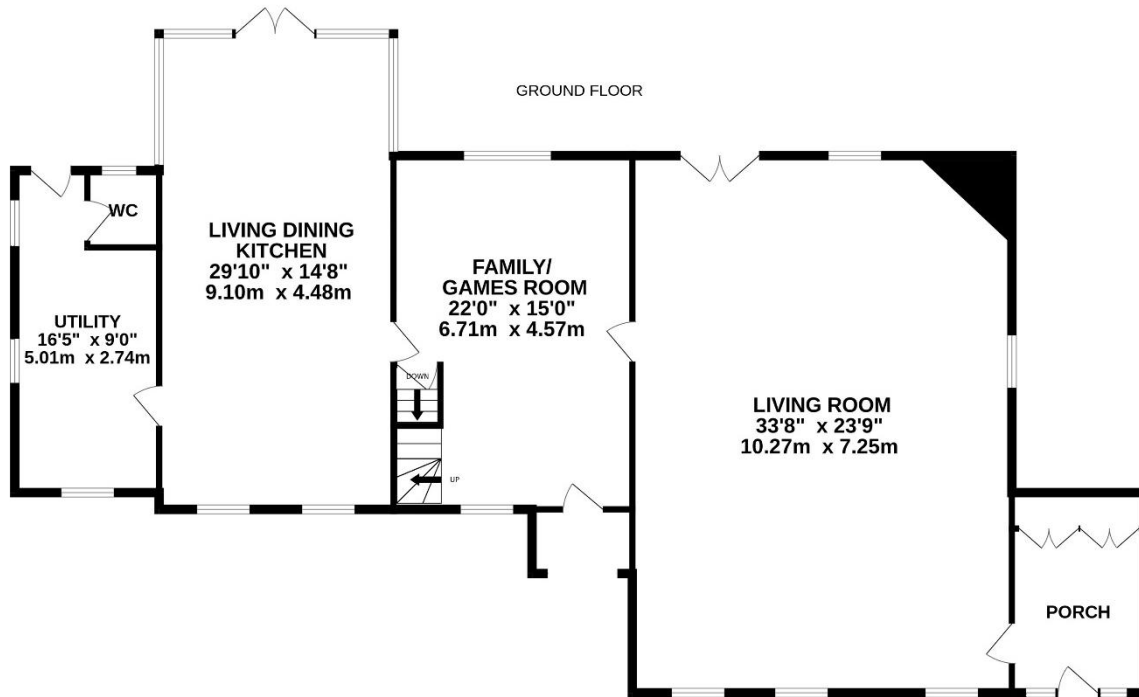 GROUND FLOOR
WC
LIVING DINING
KITCHEN
29'10" x 14'8"
9.10m x 4.48m
FAMILY/
GAMES ROOM
22'0" x 15'0"
6.71m x 4.57m
UTILITY
16'5" x 9'0"
5.01m x 2.74m
DOWN
UP
LIVING ROOM
33'8" x 23'9"
10.27m x 7.25m
PORCH